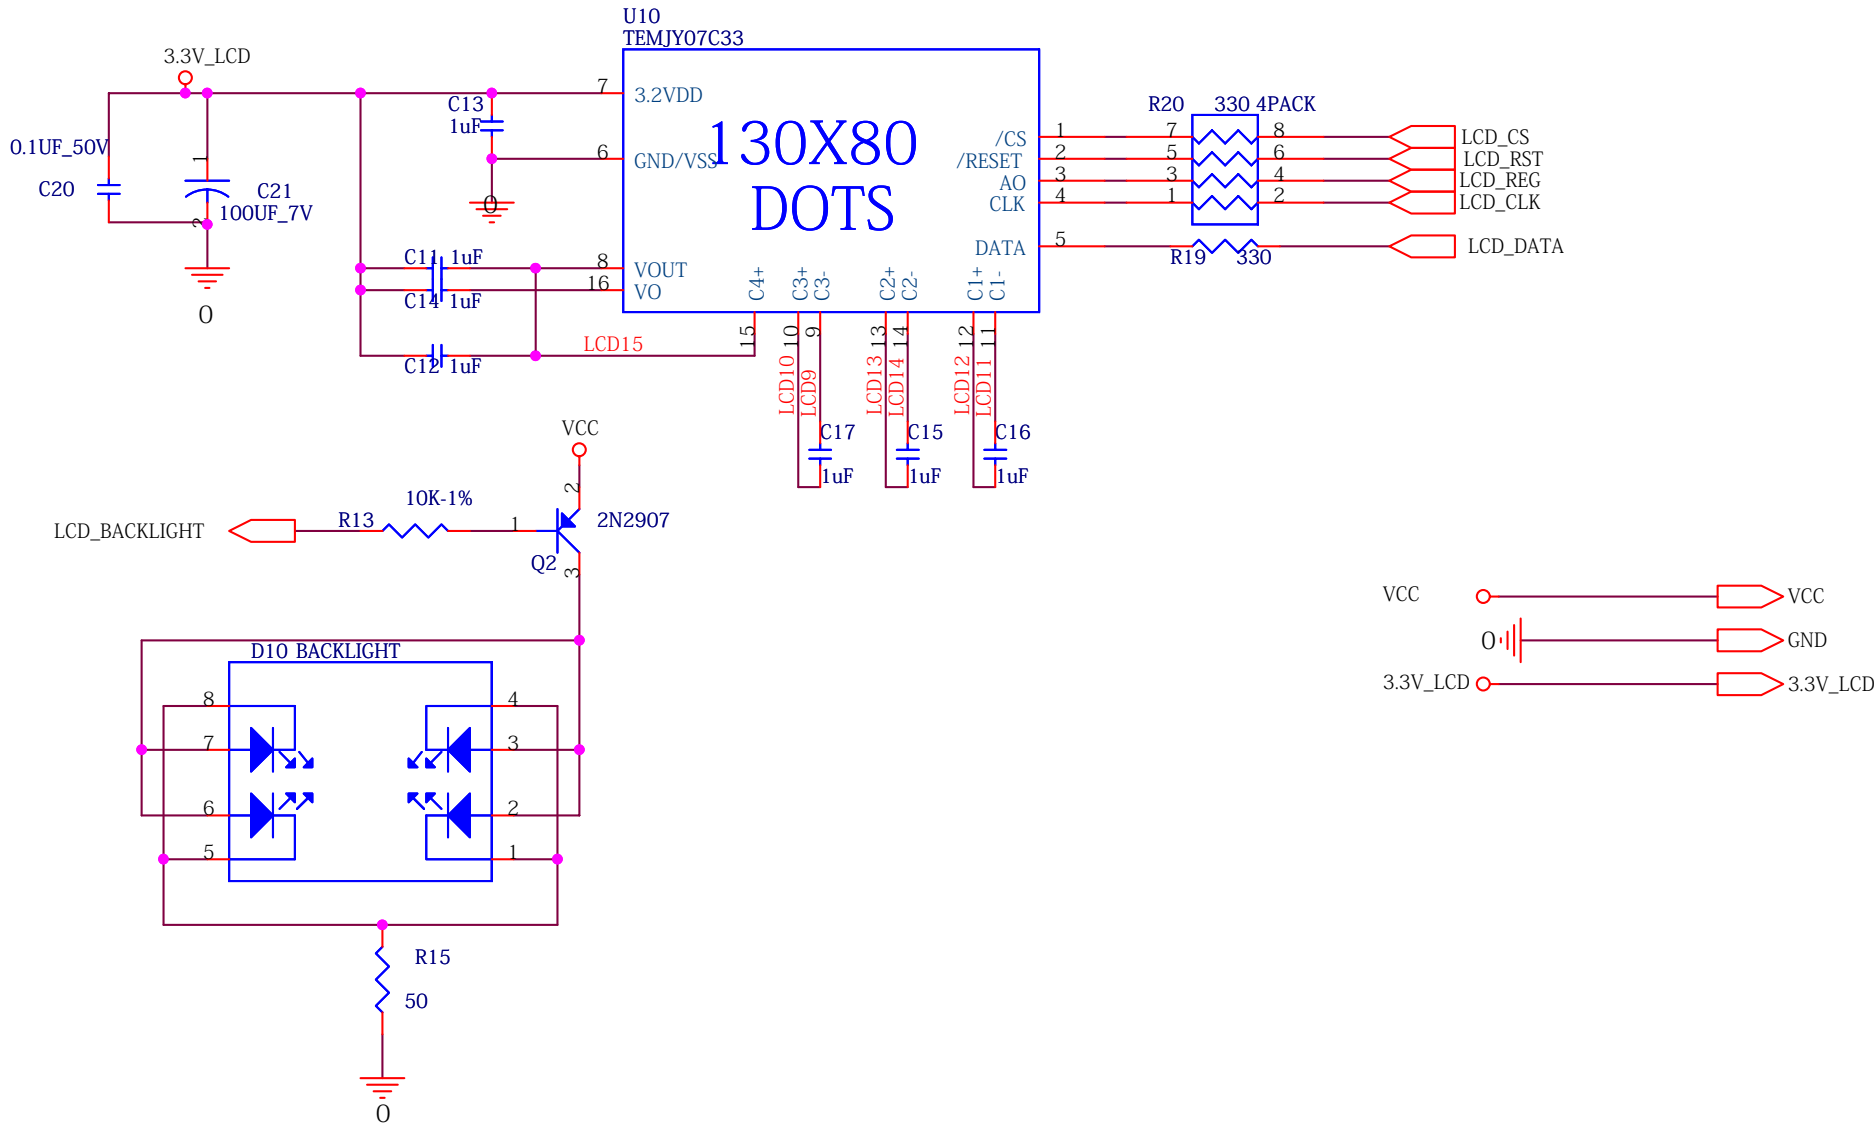 U10
TEMJY07C33
3.3V_LCD
7
3.2VDD
C13
1uF
R20
330 4PACK
130X80
DOTS
/CS
1
7
8
LCD_CS
0.1UF_50V
1
6
GND/VSS
/RESET
2
5
6
LCD_RST
C20
C21
AO
3
3
4
LCD_REG
100UF_7V
2
0
CLK
4
1
2
LCD_CLK
DATA
5
R19
330
LCD_DATA
C11 1uF
8
VOUT
C14 1uF
16
VO
C4+
C3+
C3-
C2+
C2-
C1+
C1-
0
15
10
9
13
14
12
11
LCD15
C12 1uF
LCD10
LCD9
LCD13
LCD14
LCD12
LCD11
VCC
C17
C15
C16
1uF
1uF
1uF
2
10K-1%
LCD_BACKLIGHT
R13
1
2N2907
Q2
3
VCC
VCC
0
GND
3.3V_LCD
3.3V_LCD
D10 BACKLIGHT
8
4
7
3
6
2
5
1
R15
50
0